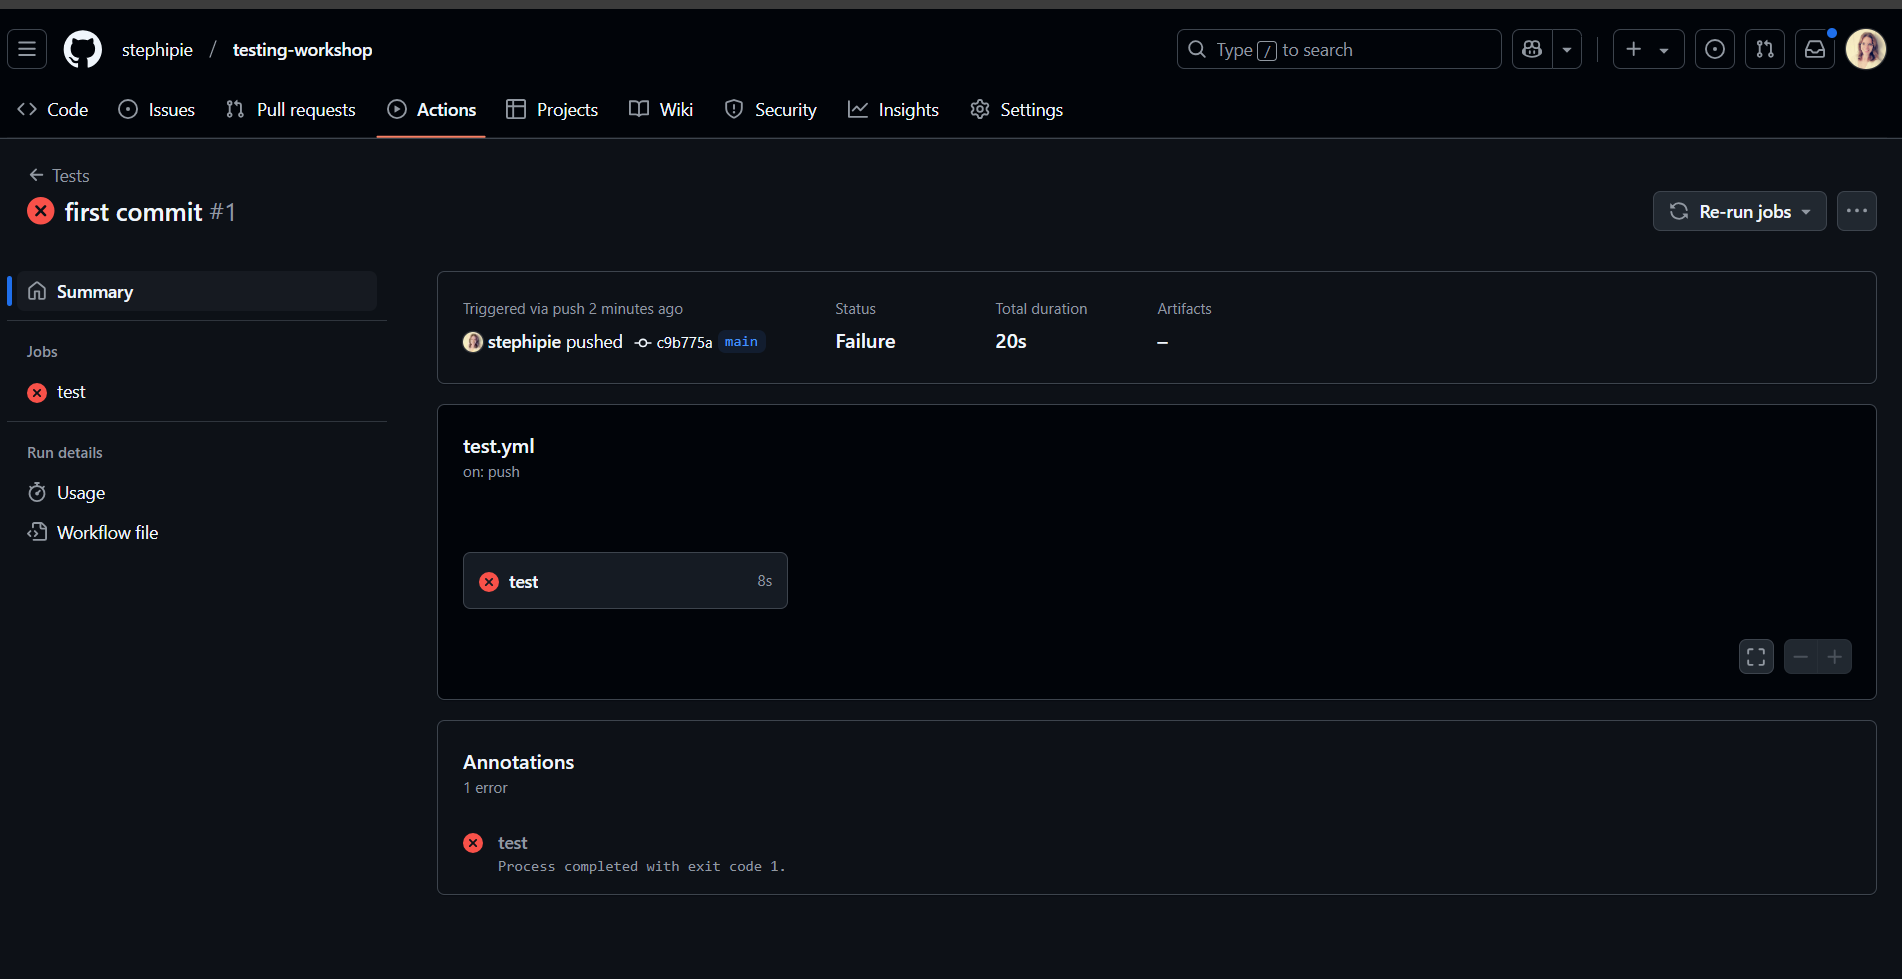 stephipie / testing-workshop
Type / to search
Code
Issues
Pull requests
Actions
Projects
Wiki
Security
Insights
Settings
Tests
first commit #1
Re-run jobs
Summary
Jobs
test
Run details
Usage
Workflow file
Triggered via push 2 minutes ago
stephipie pushed c9b775a main
Status
Failure
Total duration
20s
Artifacts
–
test.yml
on: push
test 8s
Annotations
1 error
test
Process completed with exit code 1.